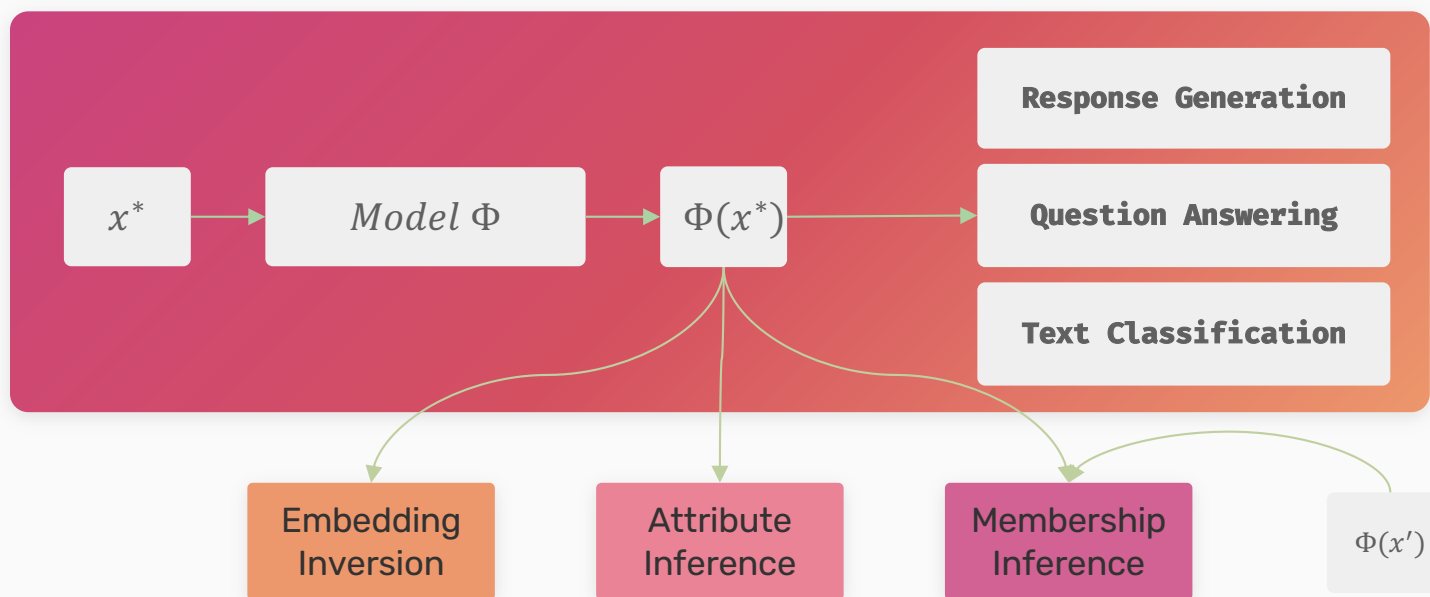 Response Generation
x* Model Φ Φ(x*) Question Answering
Text Classification
Embedding
Inversion
Attribute
Inference
Membership
Inference
Φ(x′)